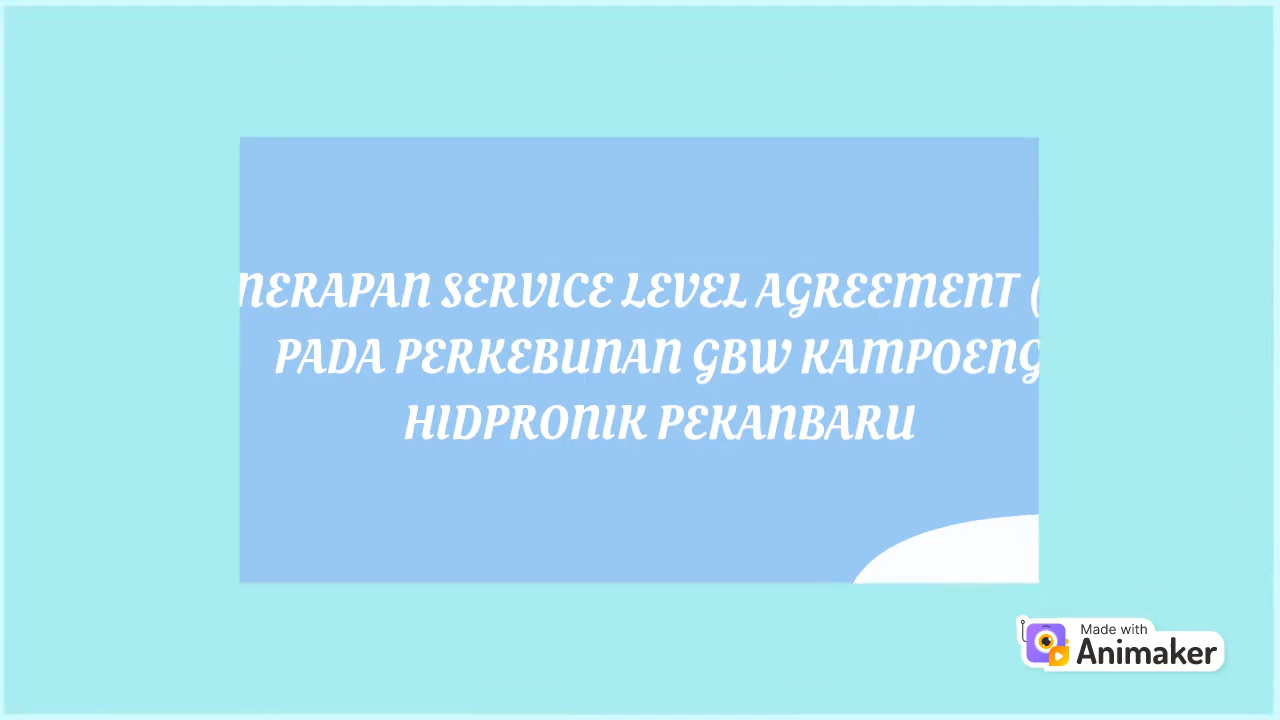 NERAPAN SERVICE LEVEL AGREEMENT (
PADA PERKEBUNAN GBW KAMPOENG
HIDPRONIK PEKANBARU
Made with
Animaker